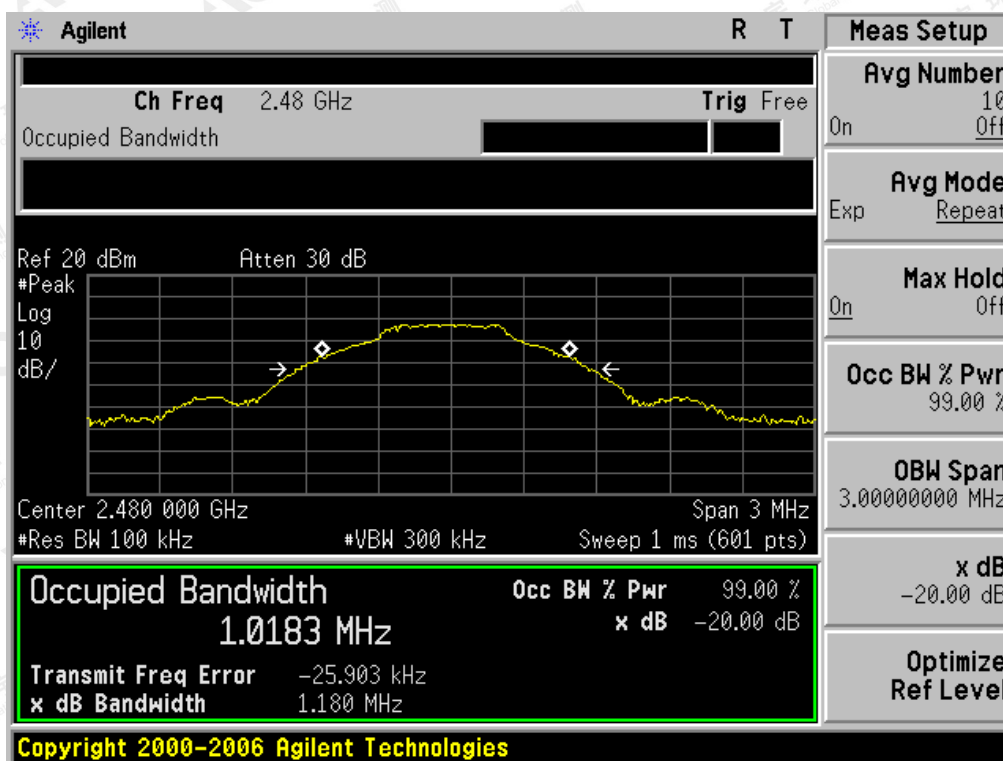 Agilent R T Meas Setup
Ch Freq 2.48 GHz Trig Free
Occupied Bandwidth
Avg Number
10
On Off
Avg Mode
Exp Repeat
Max Hold
On Off
Occ BW % Pwr
99.00 %
OBW Span
3.00000000 MHz
x dB
-20.00 dB
Optimize
Ref Level
Ref 20 dBm Atten 30 dB
#Peak
Log
10
dB/
Center 2.480 000 GHz Span 3 MHz
#Res BW 100 kHz #VBW 300 kHz Sweep 1 ms (601 pts)
Occupied Bandwidth Occ BW % Pwr 99.00 %
1.0183 MHz x dB -20.00 dB
Transmit Freq Error -25.903 kHz
x dB Bandwidth 1.180 MHz
Copyright 2000-2006 Agilent Technologies